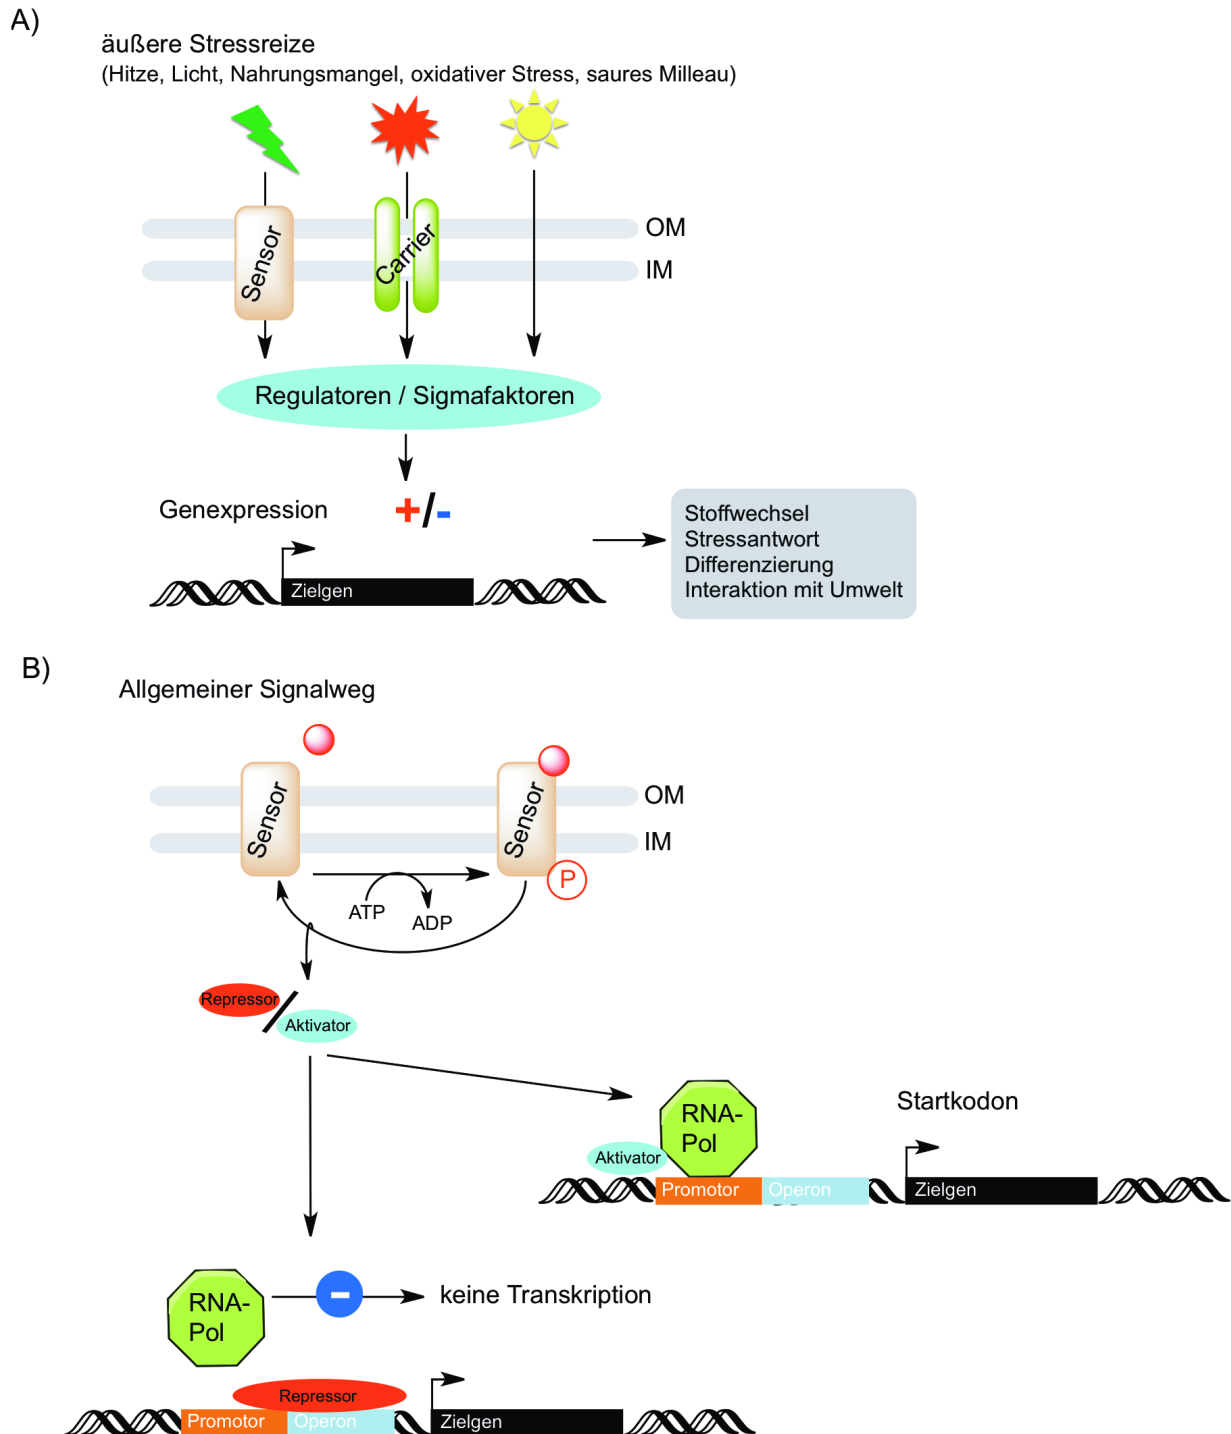 A)
äußere Stressreize
(Hitze, Licht, Nahrungsmangel, oxidativer Stress, saures Milleau)
Sensor
Carrier
OM
IM
Regulatoren / Sigmafaktoren
Genexpression
+/-
Zielgen
Stoffwechsel
Stressantwort
Differenzierung
Interaktion mit Umwelt
B)
Allgemeiner Signalweg
Sensor
Sensor
OM
IM
P
ATP
ADP
Repressor
/
Aktivator
RNA-
Pol
Startkodon
Aktivator
Promotor
Operon
Zielgen
RNA-
Pol
-
keine Transkription
Repressor
Promotor
Operon
Zielgen